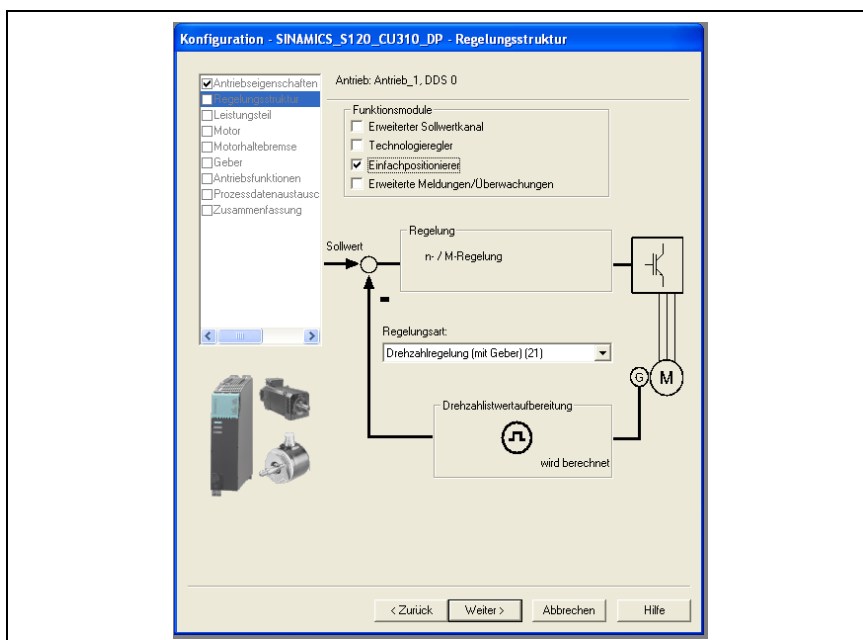 Konfiguration - SINAMICS_S120_CU310_DP - Regelungsstruktur
Antriebseigenschaften
Regelungsstruktur
Leistungsteil
Motor
Motorhaltebremse
Geber
Antriebsfunktionen
Prozessdatenaustausc
Zusammenfassung
Antrieb: Antrieb_1, DDS 0
Funktionsmodule
Erweiterter Sollwertkanal
Technologieregler
Einfachpositionierer
Erweiterte Meldungen/Überwachungen
Regelung
Sollwert
n- / M-Regelung
Regelungsart:
Drehzahlregelung (mit Geber) (21)
G
M
Drehzahlistwertaufbereitung
wird berechnet
< Zurück
Weiter >
Abbrechen
Hilfe